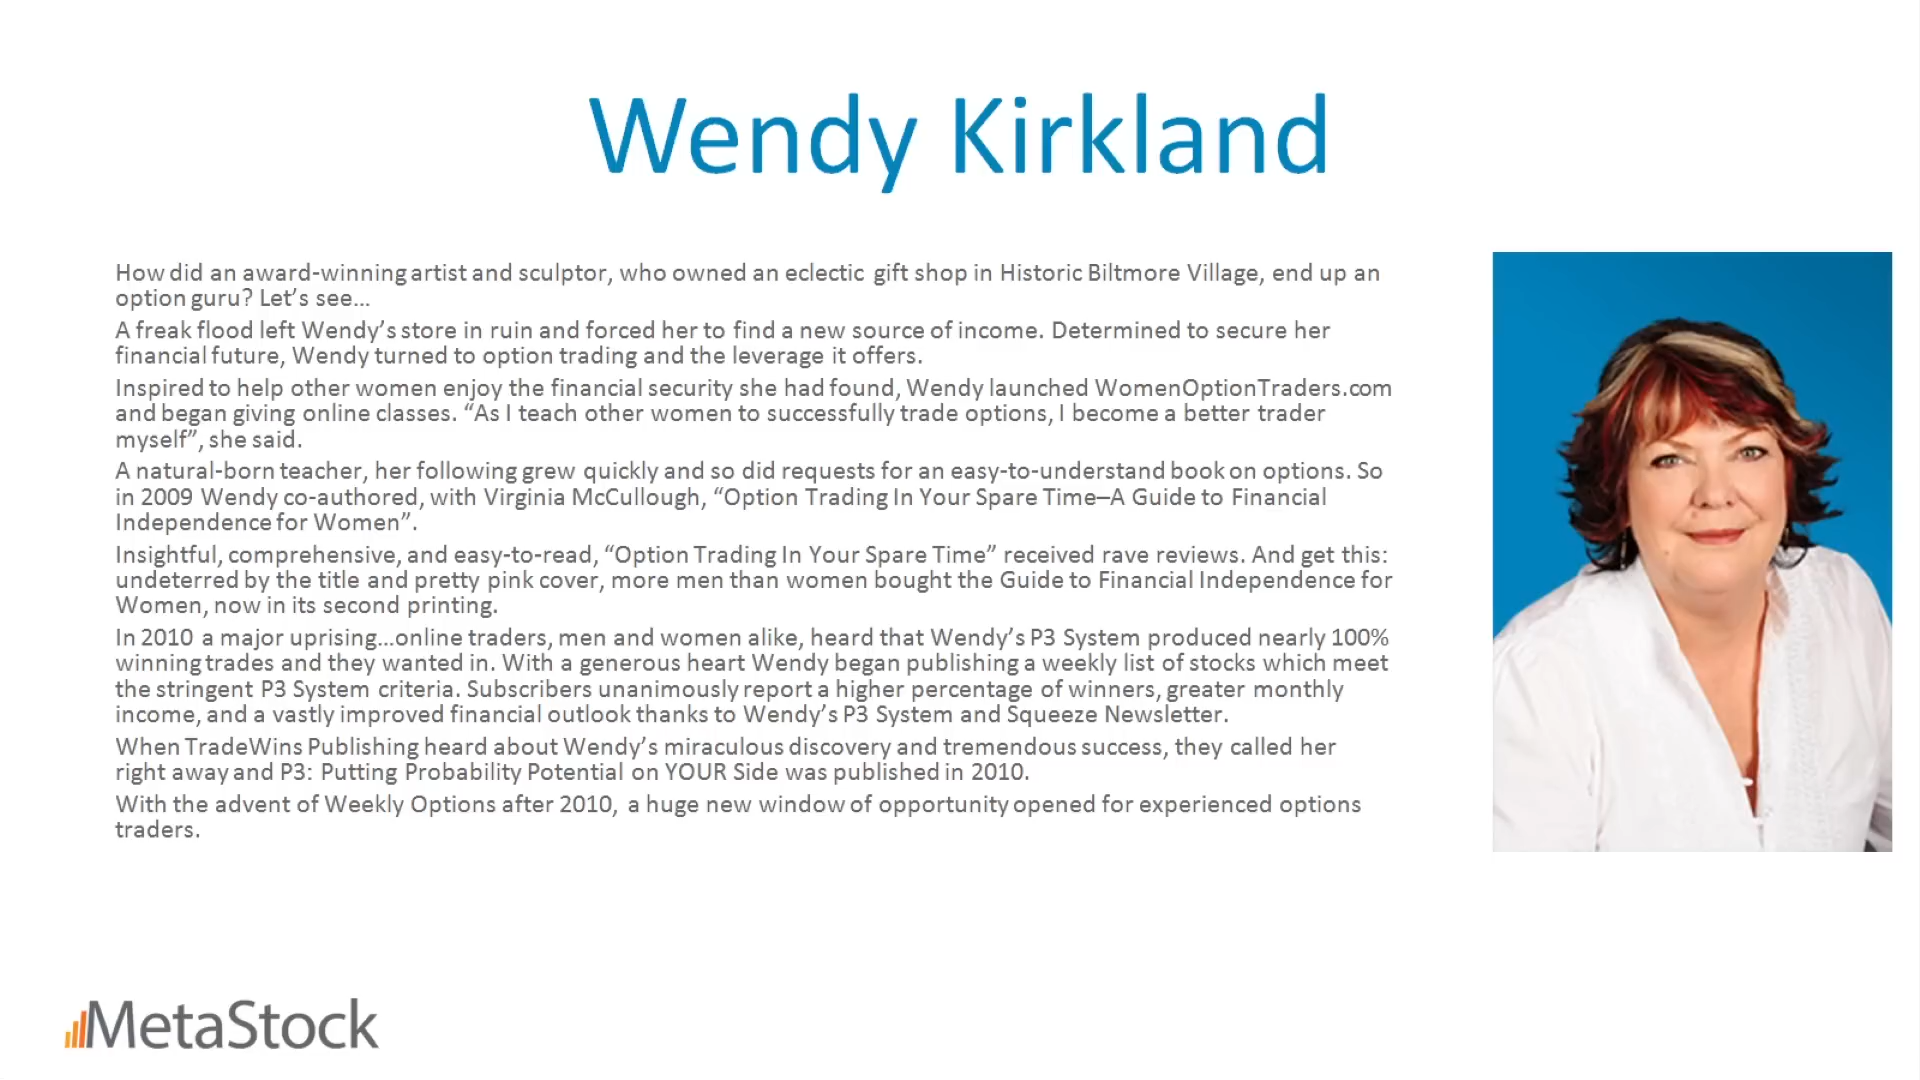 Wendy Kirkland
How did an award-winning artist and sculptor, who owned an eclectic gift shop in Historic Biltmore Village, end up an
option guru? Let’s see…
A freak flood left Wendy’s store in ruin and forced her to find a new source of income. Determined to secure her
financial future, Wendy turned to option trading and the leverage it offers.
Inspired to help other women enjoy the financial security she had found, Wendy launched WomenOptionTraders.com
and began giving online classes. “As I teach other women to successfully trade options, I become a better trader
myself”, she said.
A natural-born teacher, her following grew quickly and so did requests for an easy-to-understand book on options. So
in 2009 Wendy co-authored, with Virginia McCullough, “Option Trading In Your Spare Time–A Guide to Financial
Independence for Women”.
Insightful, comprehensive, and easy-to-read, “Option Trading In Your Spare Time” received rave reviews. And get this:
undeterred by the title and pretty pink cover, more men than women bought the Guide to Financial Independence for
Women, now in its second printing.
In 2010 a major uprising…online traders, men and women alike, heard that Wendy’s P3 System produced nearly 100%
winning trades and they wanted in. With a generous heart Wendy began publishing a weekly list of stocks which meet
the stringent P3 System criteria. Subscribers unanimously report a higher percentage of winners, greater monthly
income, and a vastly improved financial outlook thanks to Wendy’s P3 System and Squeeze Newsletter.
When TradeWins Publishing heard about Wendy’s miraculous discovery and tremendous success, they called her
right away and P3: Putting Probability Potential on YOUR Side was published in 2010.
With the advent of Weekly Options after 2010, a huge new window of opportunity opened for experienced options
traders.
MetaStock